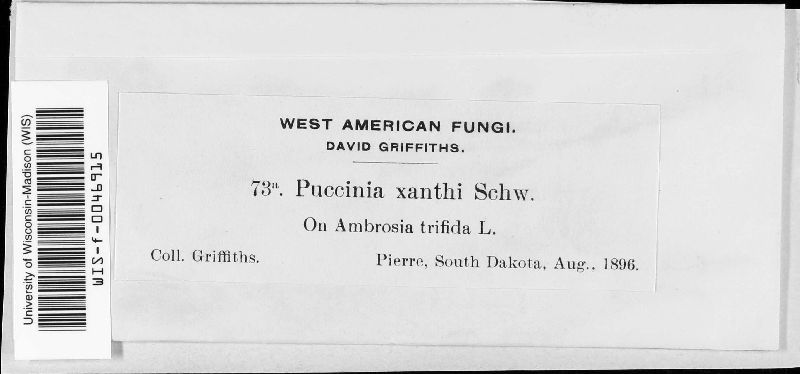 WEST AMERICAN FUNGI.
DAVID GRIFFITHS.
73a. Puccinia xanthi Schw.
On Ambrosia trifida L.
Coll. Griffiths.
Pierre, South Dakota, Aug., 1896.
University of Wisconsin-Madison (WIS)
WIS-f-0046915